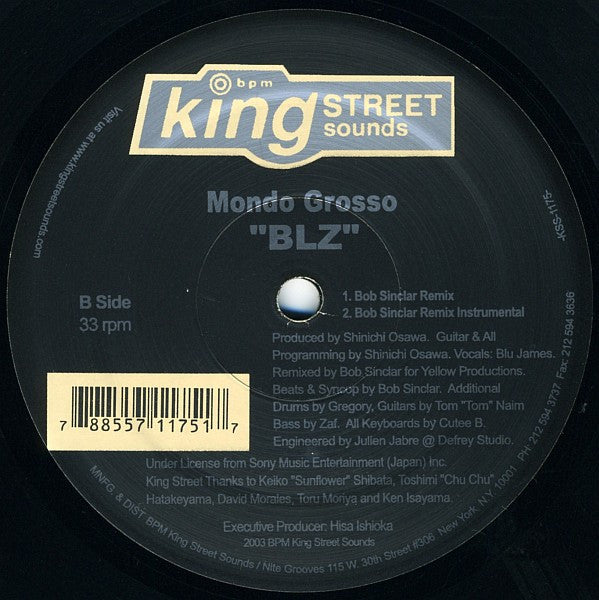 bpm
king STREET
sounds
Visit us at www.kingstreetsounds.com
-KSS-1175-
Mondo Grosso
"BLZ"
B Side
33 rpm
1. Bob Sinclar Remix
2. Bob Sinclar Remix Instrumental
Produced by Shinichi Osawa. Guitar & All
Programming by Shinichi Osawa. Vocals: Blu James.
Remixed by Bob Sinclar for Yellow Productions.
Beats & Synoop by Bob Sinclar. Additional
Drums by Gregory, Guitars by Tom "Tom" Naim
Bass by Zaf. All Keyboards by Cutee B.
Engineered by Julien Jabre @ Defrey Studio.
7 88557 11751 7
Under License from Sony Music Entertainment (Japan) Inc.
King Street Thanks to Keiko "Sunflower" Shibata, Toshimi "Chu Chu"
Hatakeyama, David Morales, Toru Moriya and Ken Isayama.
Executive Producer: Hisa Ishioka
2003 BPM King Street Sounds
MNFG. & DIST. BPM King Street Sounds / Nite Grooves 115 W. 30th Street #306 New York, N.Y. 10001 PH: 212 594 3737 Fax: 212 594 3636